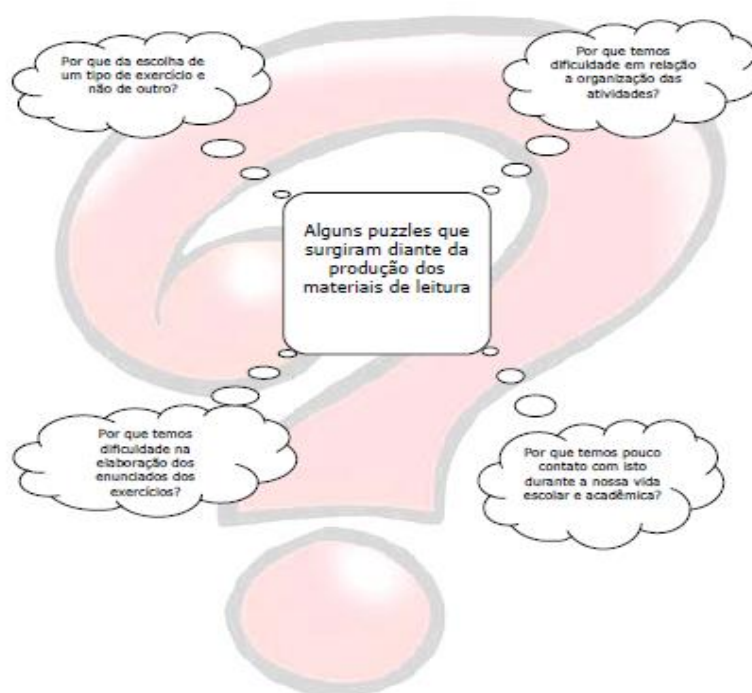 Por que da escolha de
um tipo de exercício e
não de outro?
Por que temos
dificuldade em relação
a organização das
atividades?
Alguns puzzles que
surgiram diante da
produção dos
materiais de leitura
Por que temos
dificuldade na
elaboração dos
enunciados dos
exercícios?
Por que temos pouco
contato com isto
durante a nossa vida
escolar e acadêmica?